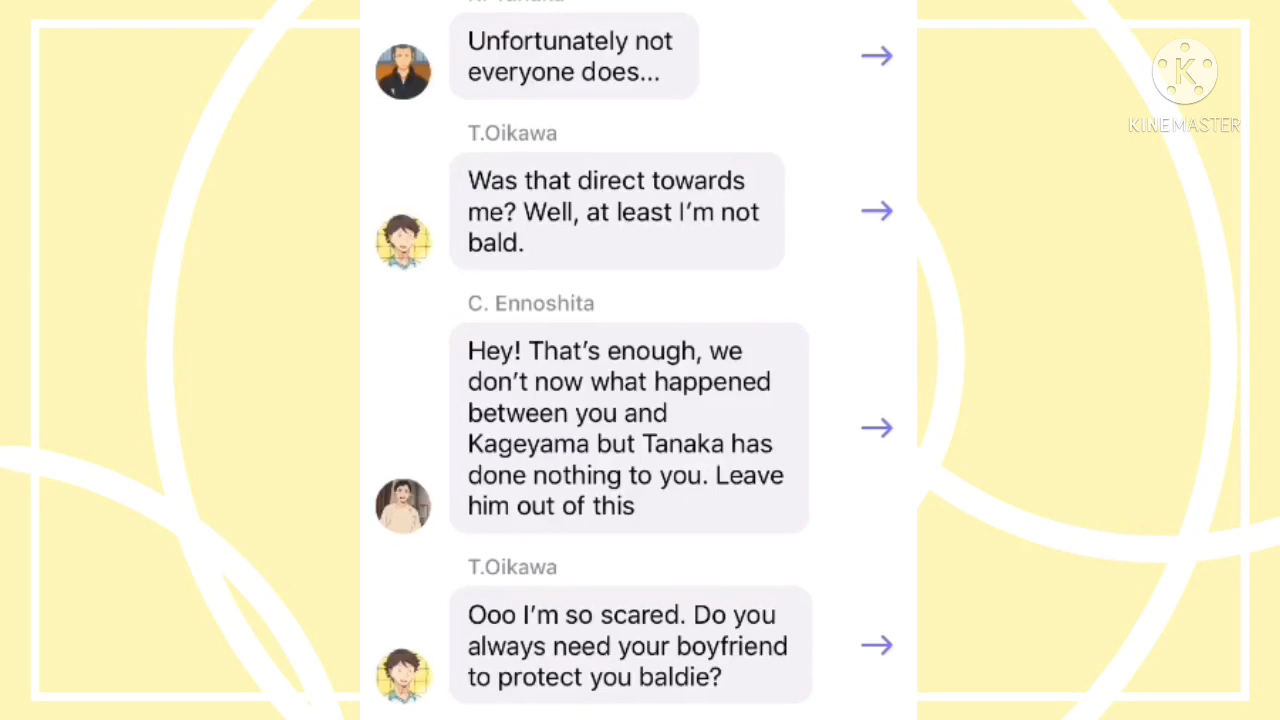 Unfortunately not
everyone does...
T.Oikawa
Was that direct towards
me? Well, at least I'm not
bald.
C. Ennoshita
Hey! That's enough, we
don't now what happened
between you and
Kageyama but Tanaka has
done nothing to you. Leave
him out of this
T.Oikawa
Ooo I'm so scared. Do you
always need your boyfriend
to protect you baldie?
K
KINEMASTER